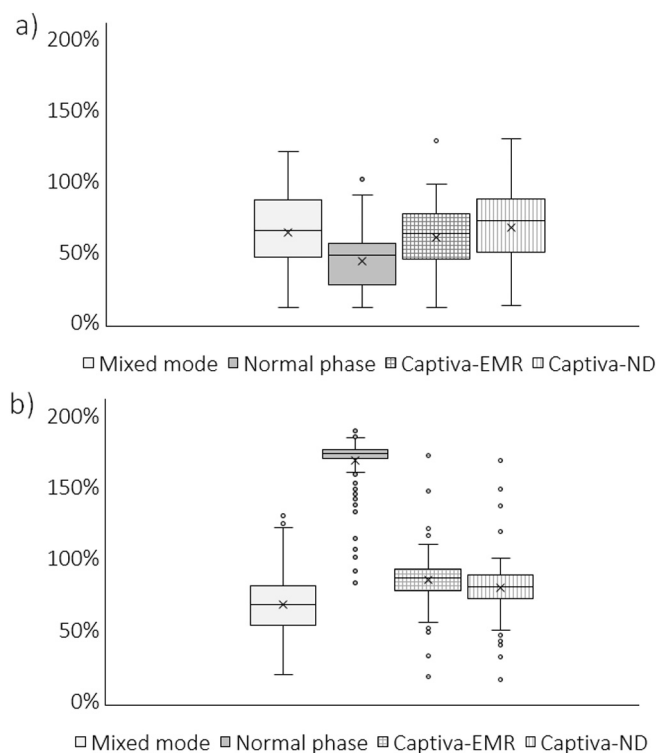 a)
200%
150%
100%
50%
0%
Mixed mode Normal phase Captiva-EMR Captiva-ND
b)
200%
150%
100%
50%
0%
Mixed mode Normal phase Captiva-EMR Captiva-ND